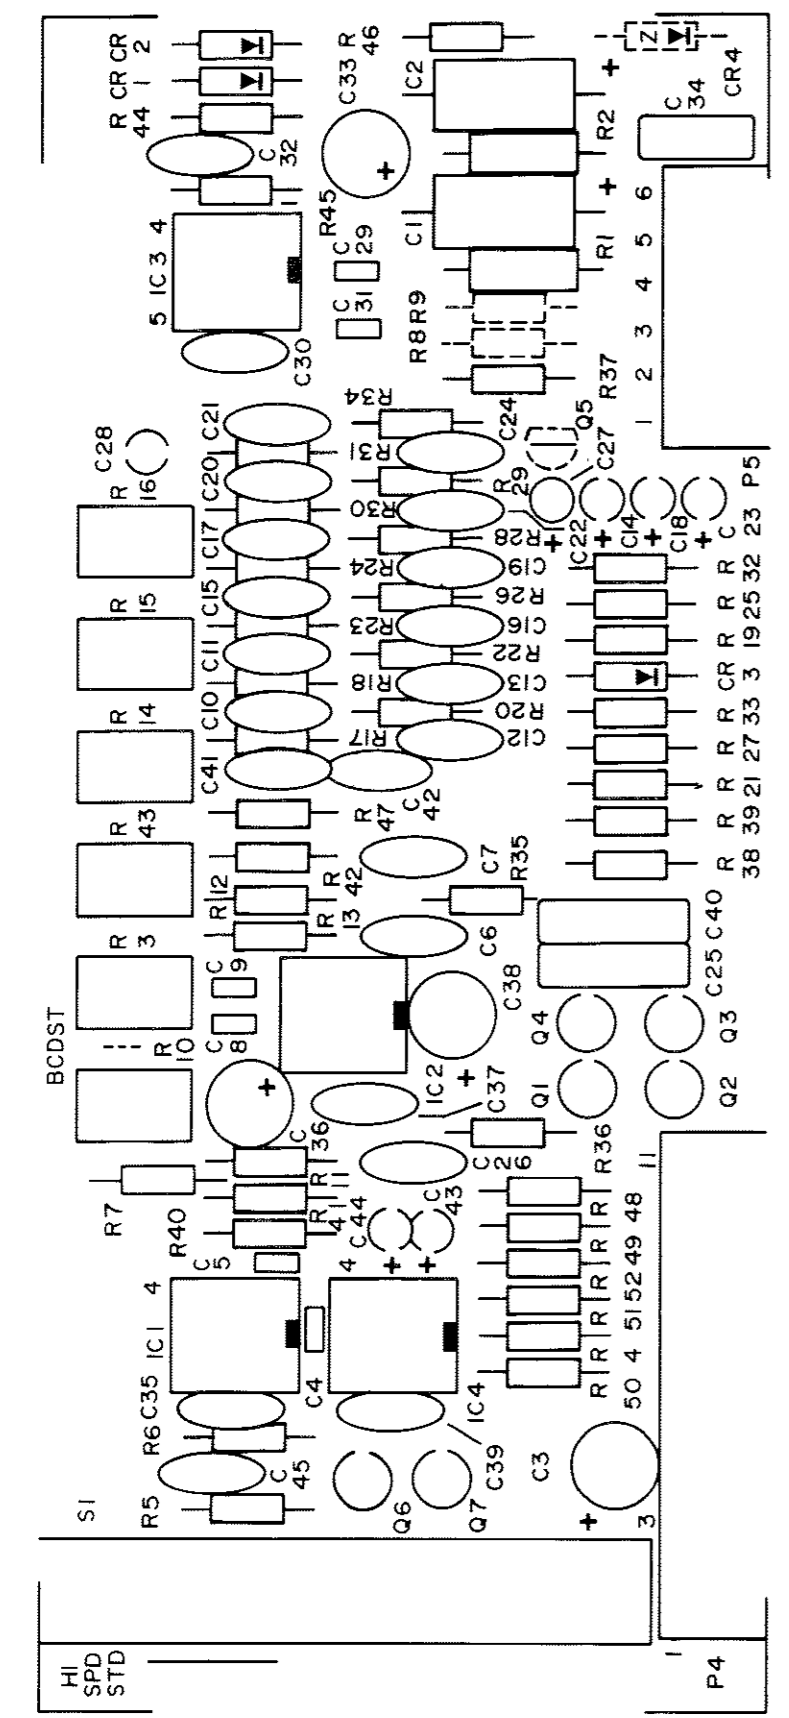 CR 2
CR 1
R 44
C 32
1
4
IC 3
5
C30
R45
C 29
C 31
C33
R 46
C2
R2
C1
R1
R8
R9
R37
Z
CR4
C 34
+
+
+
6
5
4
3
2
1
P5
C28
R 16
R 15
R 14
R 43
R 3
BCDST
R 10
C21
C20
C17
C15
C11
C10
C41
R34
R31
R30
R28
R24
R26
R23
R22
R18
R20
R17
C24
Q5
C27
R 29
C22
C14
C18
C 23
+
+
+
+
C19
C16
C13
C12
R 32
R 25
R 19
CR 3
R 33
R 27
R 21
R 39
R 38
R 47
C 42
R 42
R 12
R 13
C7
R35
C6
C 9
C 8
C38
C40
C25
Q4
Q3
Q1
Q2
IC2
+
C37
+
C 36
C 26
R36
11
R7
R40
R 11
R 41
C 44
C 43
+
+
C 5
4
4
IC1
C4
IC4
R 48
R 49
R 52
R 51
R 4
R 50
C35
R6
C 45
R5
S1
C39
Q6
Q7
C3
+
3
HI
SPD
STD
1
P4